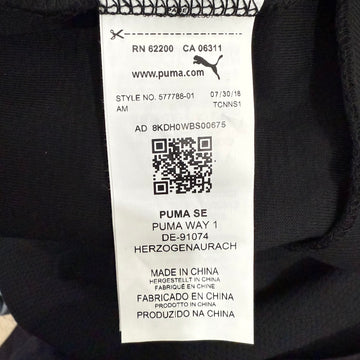 RN 62200 CA 06311
www.puma.com
STYLE NO. 577788-01 07/30/18
AM TCNNS1
AD 8KDH0WBS00675
PUMA SE
PUMA WAY 1
DE-91074
HERZOGENAURACH
MADE IN CHINA
HERGESTELLT IN CHINA
FABRIQUÉ EN CHINE
FABRICADO EN CHINA
PRODOTTO IN CHINA
PRODUZIDO NA CHINA